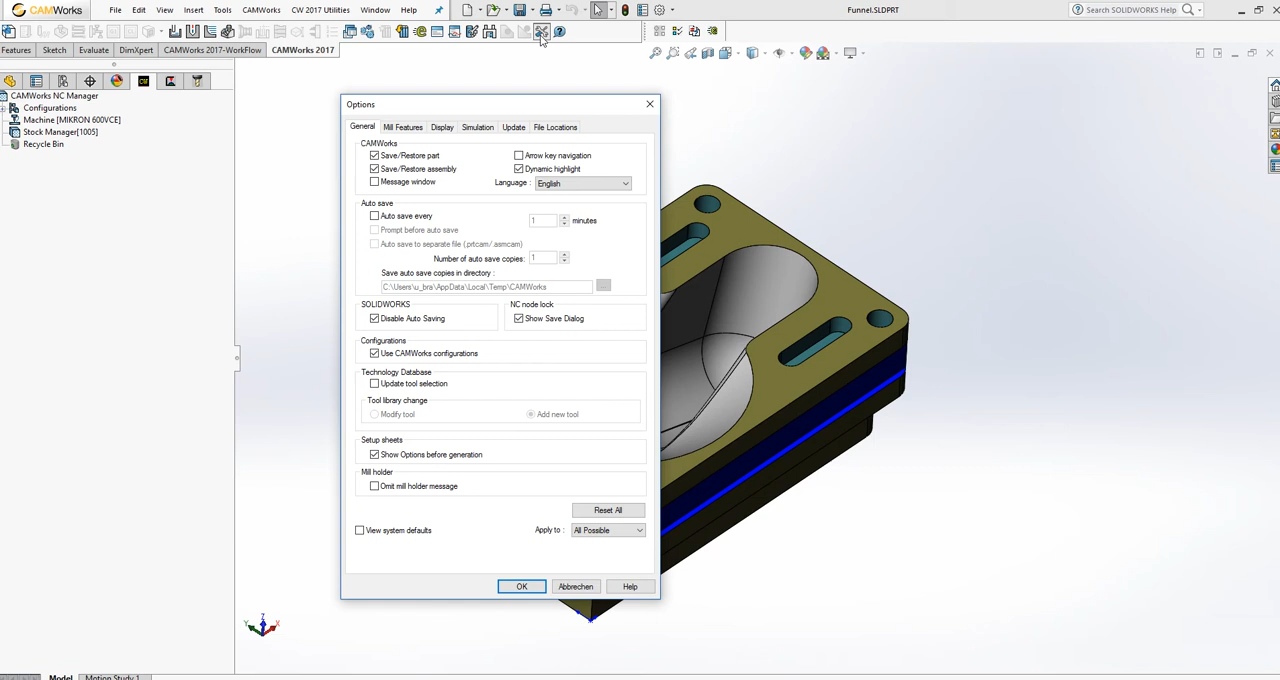 CAMWorks File Edit View Insert Tools CAMWorks CW 2017 Utilities Window Help Funnel.SLDPRT Search SOLIDWORKS Help
Features Sketch Evaluate DimXpert CAMWorks 2017-WorkFlow CAMWorks 2017
CAMWorks NC Manager
Configurations
Machine [MIKRON 600VCE]
Stock Manager[1005]
Recycle Bin
Options
General Mill Features Display Simulation Update File Locations
CAMWorks
Save/Restore part Arrow key navigation
Save/Restore assembly Dynamic highlight
Message window Language : English
Auto save
Auto save every 1 minutes
Prompt before auto save
Auto save to separate file (.prtcam/.asmcam)
Number of auto save copies: 1
Save auto save copies in directory :
C:\Users\u_bra\AppData\Local\Temp\CAMWorks ...
SOLIDWORKS NC node lock
Disable Auto Saving Show Save Dialog
Configurations
Use CAMWorks configurations
Technology Database
Update tool selection
Tool library change
Modify tool Add new tool
Setup sheets
Show Options before generation
Mill holder
Omit mill holder message
Reset All
View system defaults Apply to : All Possible
OK Abbrechen Help
Z
Y X
Model Motion Study 1